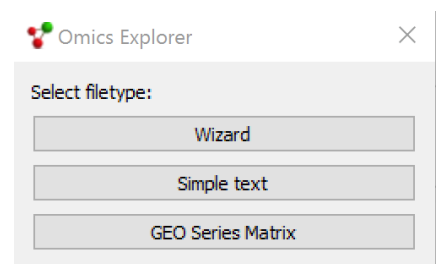 Omics Explorer
Select filetype:
Wizard
Simple text
GEO Series Matrix